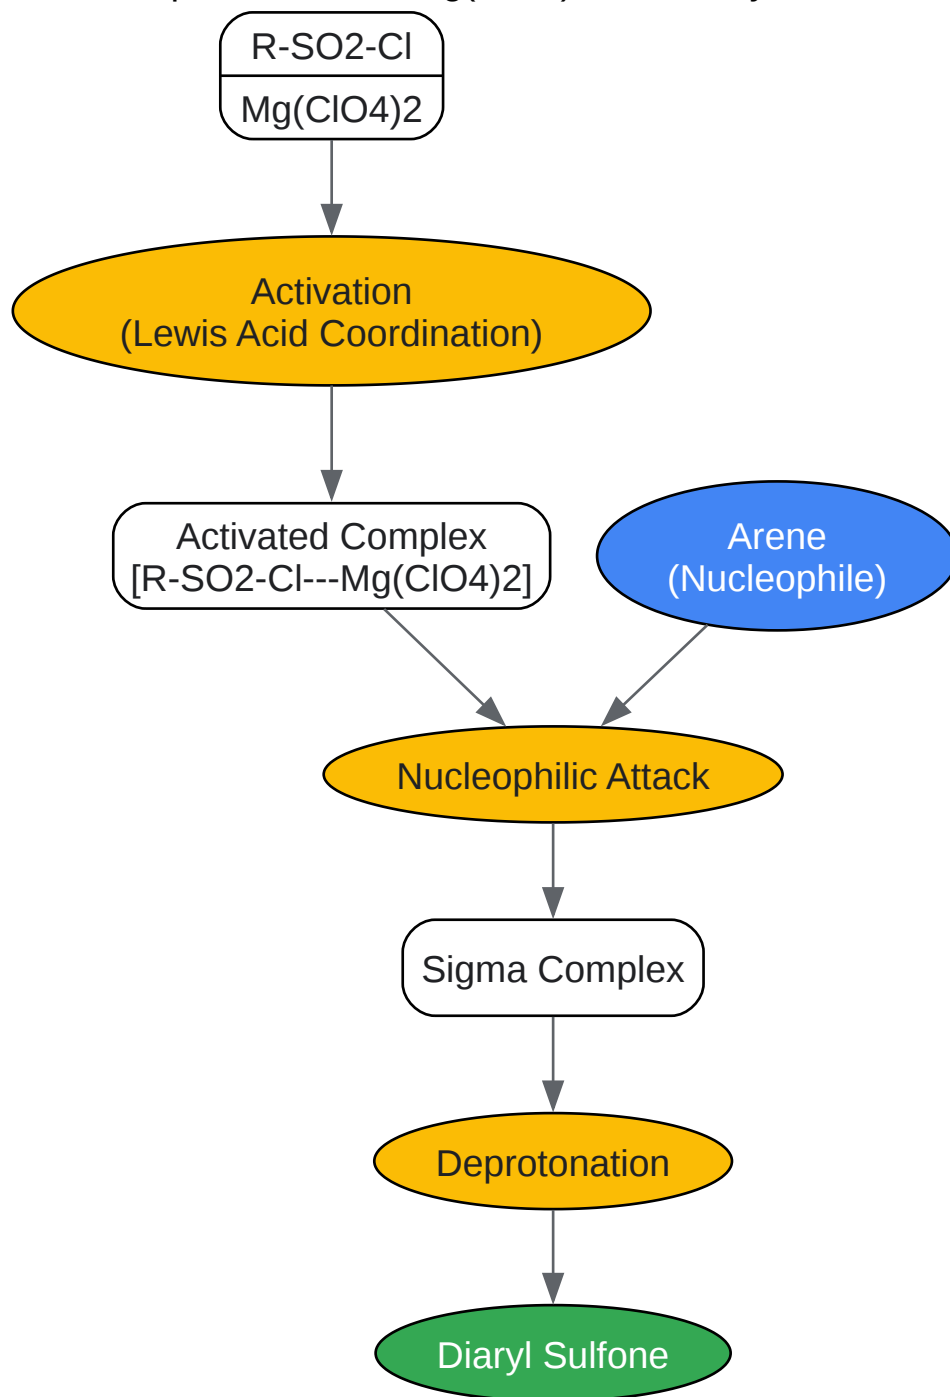 R-SO2-Cl
Mg(ClO4)2
Activation
(Lewis Acid Coordination)
Activated Complex
[R-SO2-Cl---Mg(ClO4)2]
Arene
(Nucleophile)
Nucleophilic Attack
Sigma Complex
Deprotonation
Diaryl Sulfone